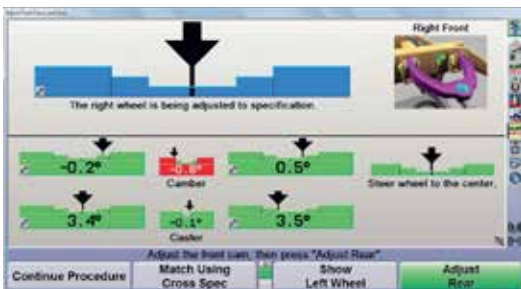 Right Front
The right wheel is being adjusted to specification.
-0.2° 0.5°
Camber
Steer wheel to the center.
3.4° -0.1° 3.5°
Caster
Adjust the front cam, then press "Adjust Rear".
Continue Procedure
Match Using
Cross Spec
Show
Left Wheel
Adjust
Rear